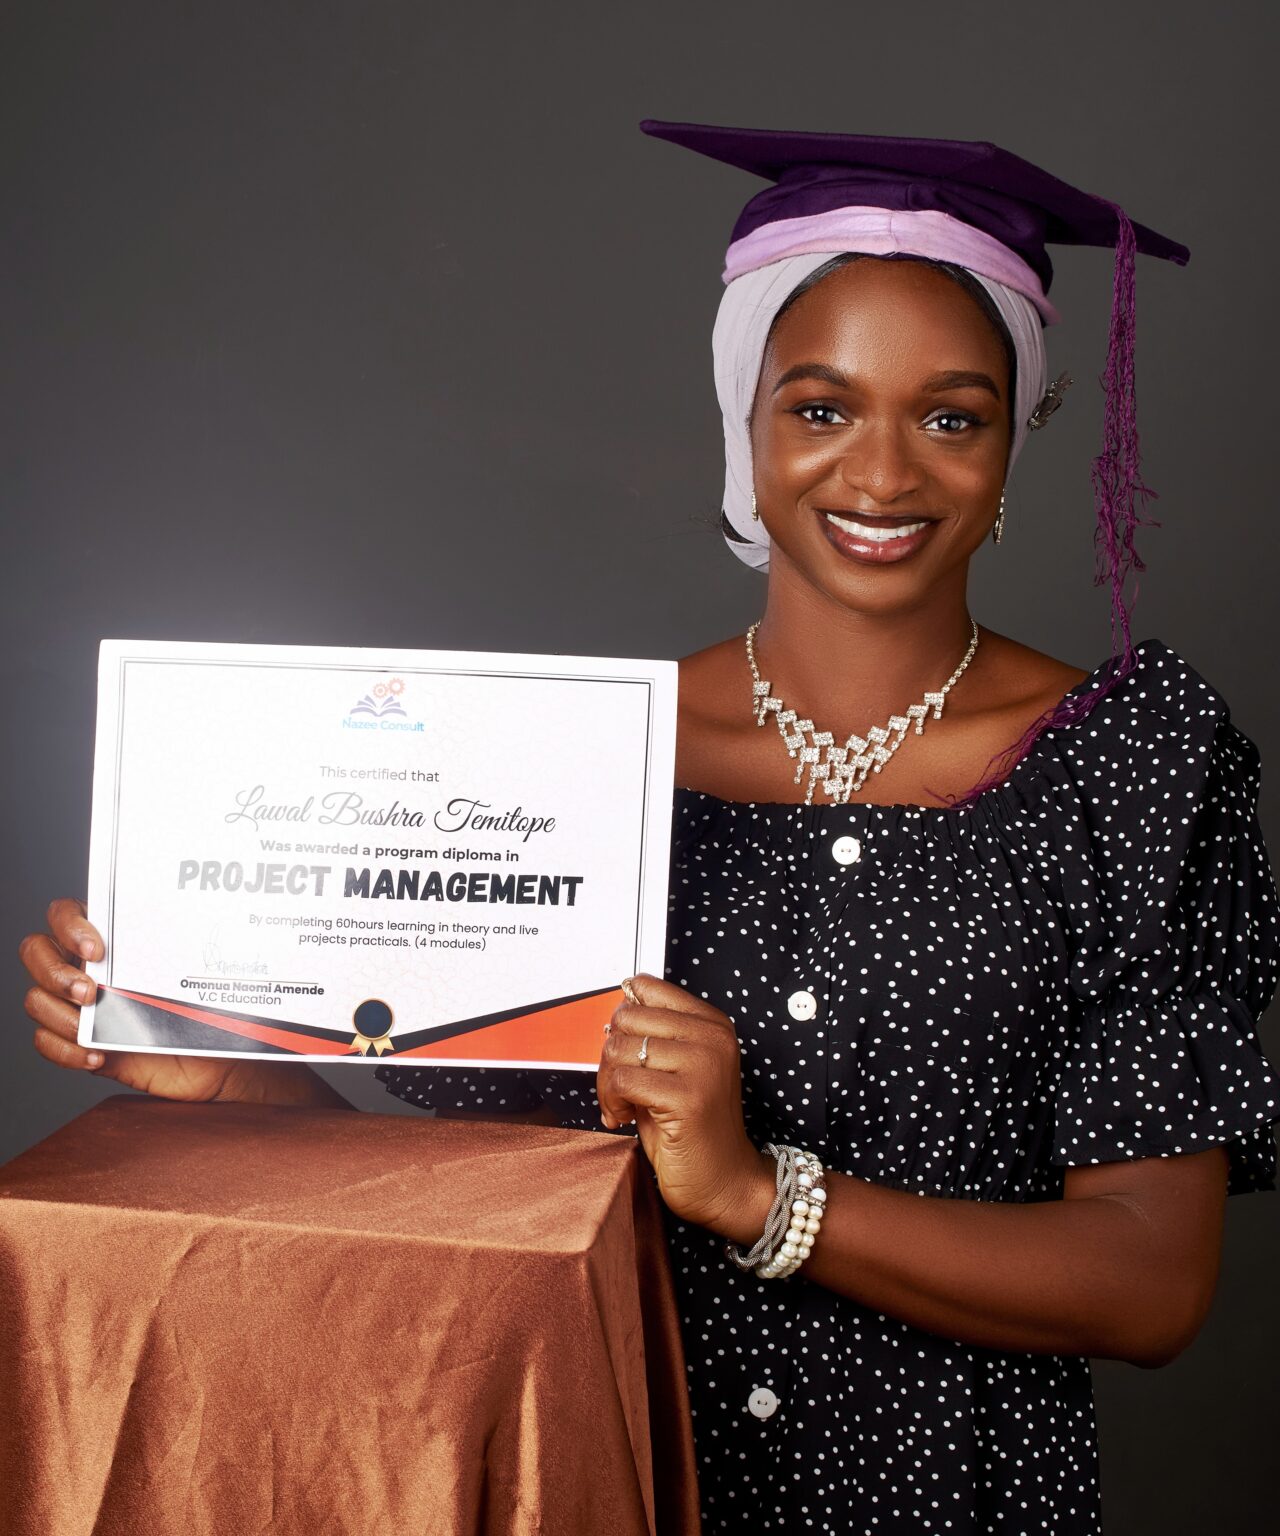 Nazee Consult
This certified that
Lawal Bushra Temitope
Was awarded a program diploma in
PROJECT MANAGEMENT
By completing 60hours learning in theory and live
projects practicals. (4 modules)
Omonua Naomi Amende
V.C Education